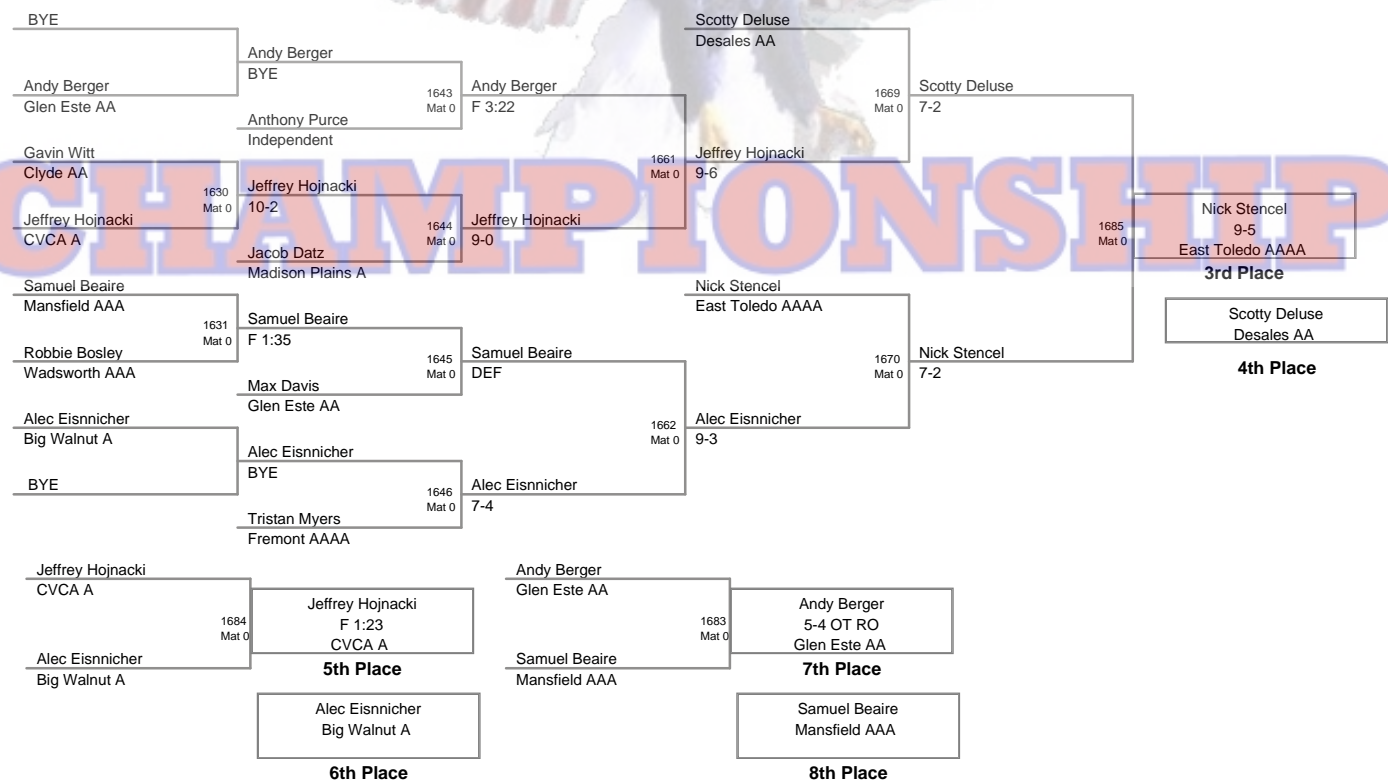 BYE
Scotty Deluse
Desales AA
Andy Berger
BYE
Andy Berger
Glen Este AA
1643
Mat 0
Andy Berger
F 3:22
1669
Mat 0
Scotty Deluse
7-2
Anthony Purce
Independent
Gavin Witt
Clyde AA
1661
Mat 0
Jeffrey Hojnacki
9-6
CHAMPIONSHIP
1630
Mat 0
Jeffrey Hojnacki
10-2
Jeffrey Hojnacki
CVCA A
1644
Mat 0
Jeffrey Hojnacki
9-0
1685
Mat 0
Nick Stencel
9-5
East Toledo AAAA
3rd Place
Jacob Datz
Madison Plains A
Samuel Beaire
Mansfield AAA
Nick Stencel
East Toledo AAAA
Scotty Deluse
Desales AA
4th Place
1631
Mat 0
Samuel Beaire
F 1:35
Robbie Bosley
Wadsworth AAA
1645
Mat 0
Samuel Beaire
DEF
1670
Mat 0
Nick Stencel
7-2
Max Davis
Glen Este AA
Alec Eisnnicher
Big Walnut A
1662
Mat 0
Alec Eisnnicher
9-3
Alec Eisnnicher
BYE
BYE
1646
Mat 0
Alec Eisnnicher
7-4
Tristan Myers
Fremont AAAA
Jeffrey Hojnacki
CVCA A
1684
Mat 0
Jeffrey Hojnacki
F 1:23
CVCA A
5th Place
Alec Eisnnicher
Big Walnut A
Alec Eisnnicher
Big Walnut A
6th Place
Andy Berger
Glen Este AA
1683
Mat 0
Andy Berger
5-4 OT RO
Glen Este AA
7th Place
Samuel Beaire
Mansfield AAA
Samuel Beaire
Mansfield AAA
8th Place